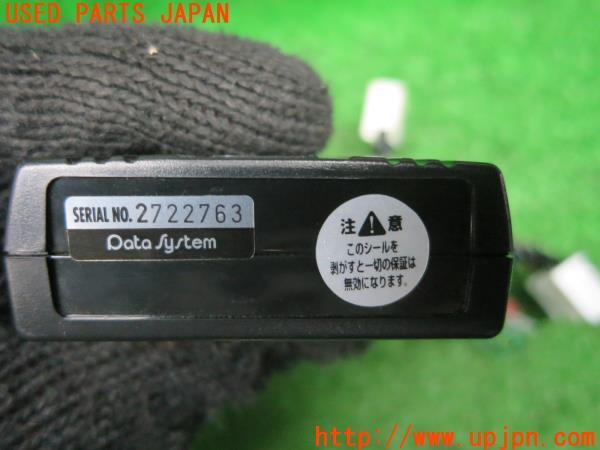 USED PARTS JAPAN
SERIAL NO. 2722763
Data System
注 意
このシールを
剥がすと一切の保証は
無効になります。
http://www.upjpn.com